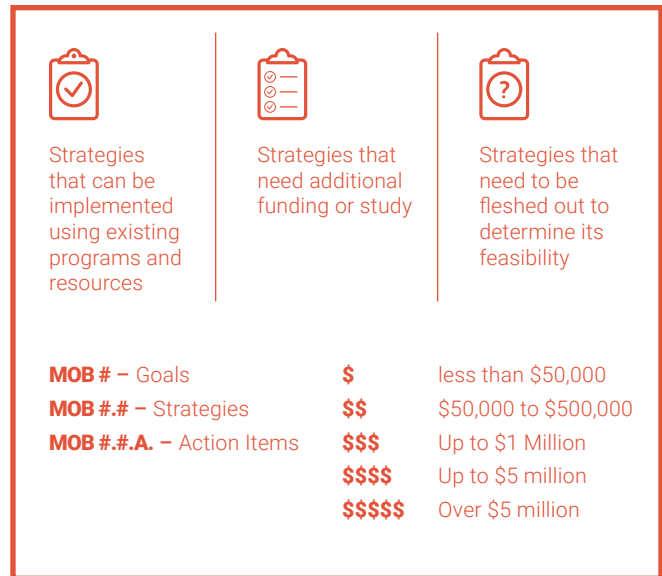 Strategies
that can be
implemented
using existing
programs and
resources
Strategies that
need additional
funding or study
?
Strategies that
need to be
fleshed out to
determine its
feasibility
MOB # – Goals
MOB #.# – Strategies
MOB #.#.A. – Action Items
$ less than $50,000
$$ $50,000 to $500,000
$$$ Up to $1 Million
$$$$ Up to $5 million
$$$$$ Over $5 million